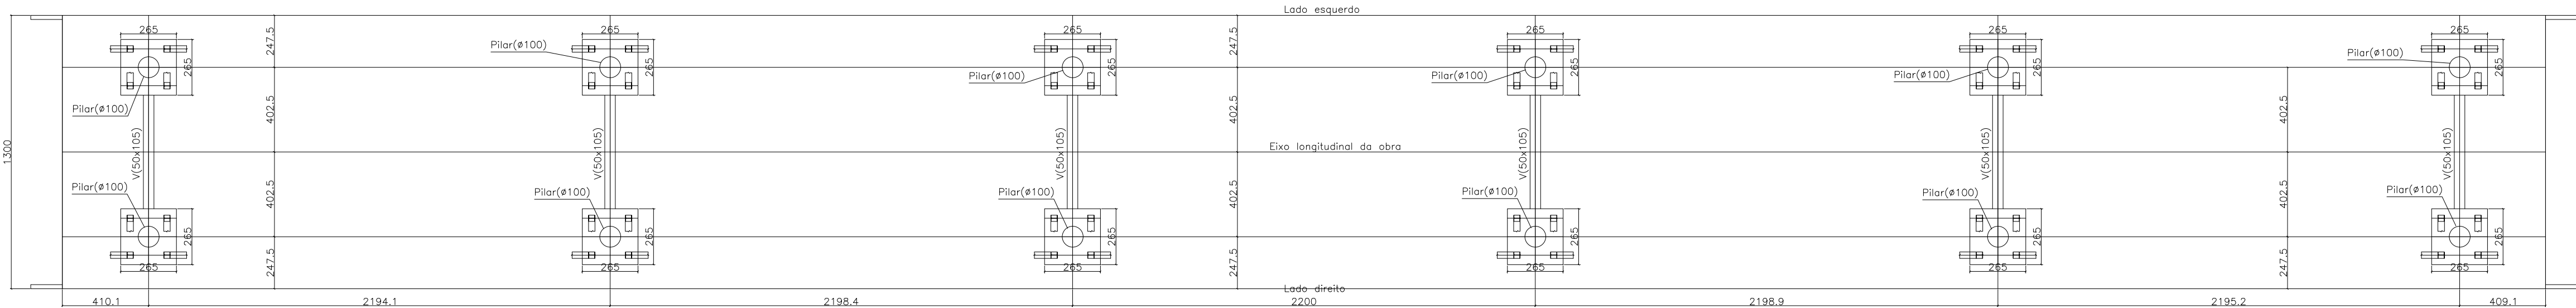 Lado esquerdo
265
265
265
265
265
265
247.5
247.5
Pilar(ø100)
Pilar(ø100)
Pilar(ø100)
Pilar(ø100)
Pilar(ø100)
Pilar(ø100)
265
265
265
265
265
265
402.5
402.5
402.5
1300
V(50x105)
V(50x105)
V(50x105)
V(50x105)
V(50x105)
V(50x105)
Eixo longitudinal da obra
Pilar(ø100)
Pilar(ø100)
Pilar(ø100)
Pilar(ø100)
Pilar(ø100)
Pilar(ø100)
402.5
402.5
402.5
265
265
265
265
265
265
247.5
247.5
247.5
265
265
265
265
265
265
Lado direito
410.1
2194.1
2198.4
2200
2198.9
2195.2
409.1